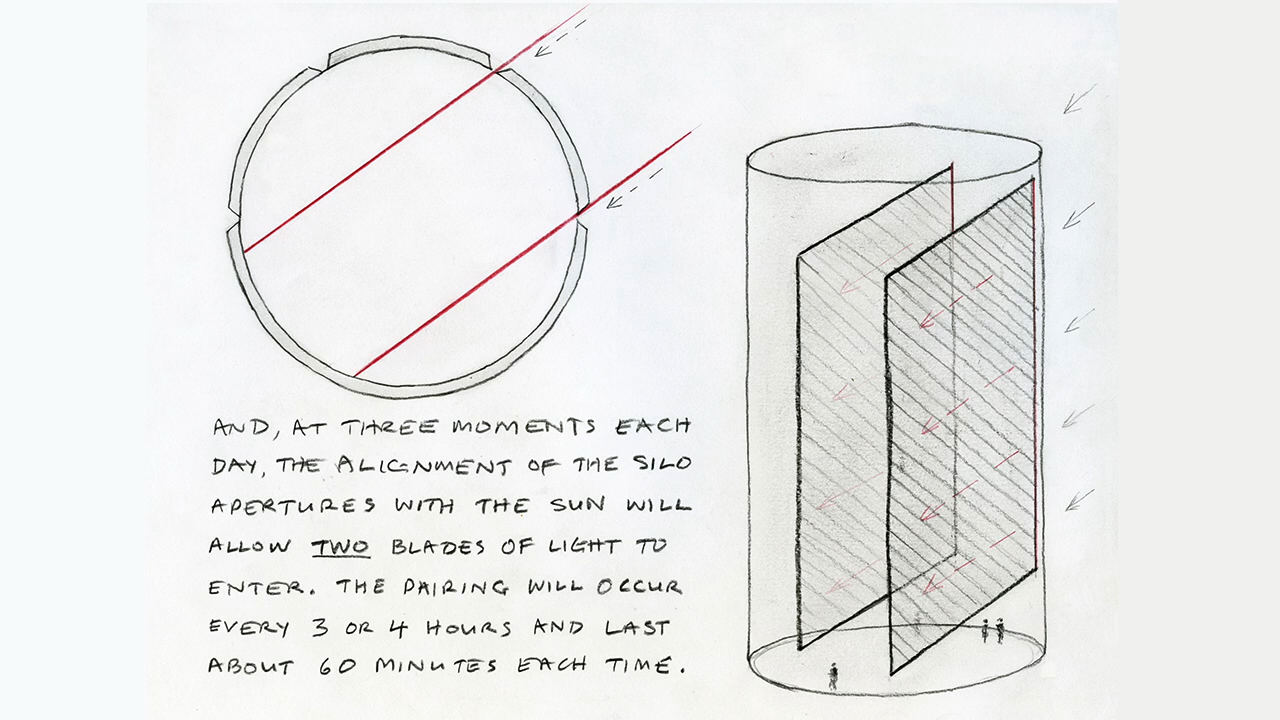 AND, AT THREE MOMENTS EACH
DAY, THE ALIGNMENT OF THE SILO
APERTURES WITH THE SUN WILL
ALLOW TWO BLADES OF LIGHT TO
ENTER. THE PAIRING WILL OCCUR
EVERY 3 OR 4 HOURS AND LAST
ABOUT 60 MINUTES EACH TIME.